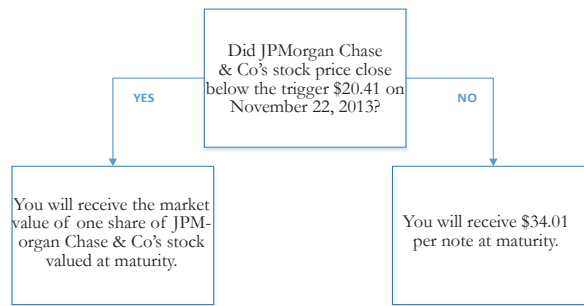 Did JPMorgan Chase
& Co’s stock price close
below the trigger $20.41 on
November 22, 2013?
YES
NO
You will receive the market
value of one share of JPM-
organ Chase & Co’s stock
valued at maturity.
You will receive $34.01
per note at maturity.